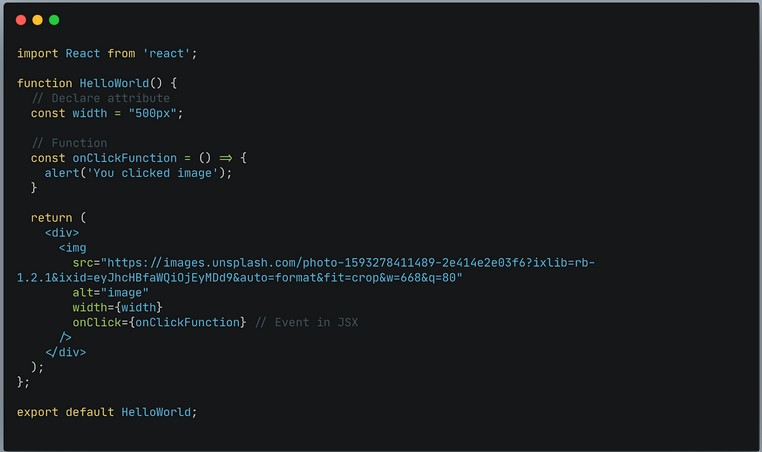 import React from 'react';
function HelloWorld() {
// Declare attribute
const width = "500px";
// Function
const onClickFunction = () => {
alert('You clicked image');
}
return (
<div>
<img
src="https://images.unsplash.com/photo-1593278411489-2e414e2e03f6?ixlib=rb-
1.2.1&ixid=eyJhcHBfaWQiOjEyMDd9&auto=format&fit=crop&w=668&q=80"
alt="image"
width={width}
onClick={onClickFunction} // Event in JSX
/>
</div>
);
};
export default HelloWorld;